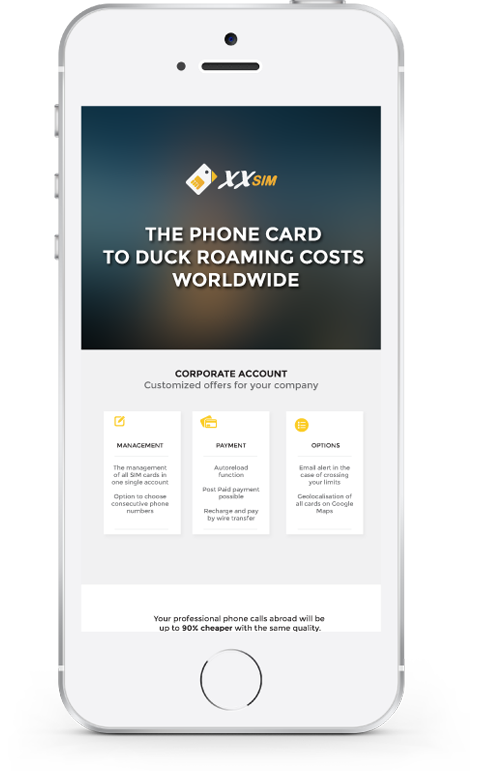 XXSIM
THE PHONE CARD
TO DUCK ROAMING COSTS
WORLDWIDE
CORPORATE ACCOUNT
Customized offers for your company
MANAGEMENT
The management
of all SIM cards in
one single account
Option to choose
consecutive phone
numbers
PAYMENT
Autoreload
function
Post Paid payment
possible
Recharge and pay
by wire transfer
OPTIONS
Email alert in the
case of crossing
your limits
Geolocalisation of
all cards on Google
Maps
Your professional phone calls abroad will be
up to 90% cheaper with the same quality.